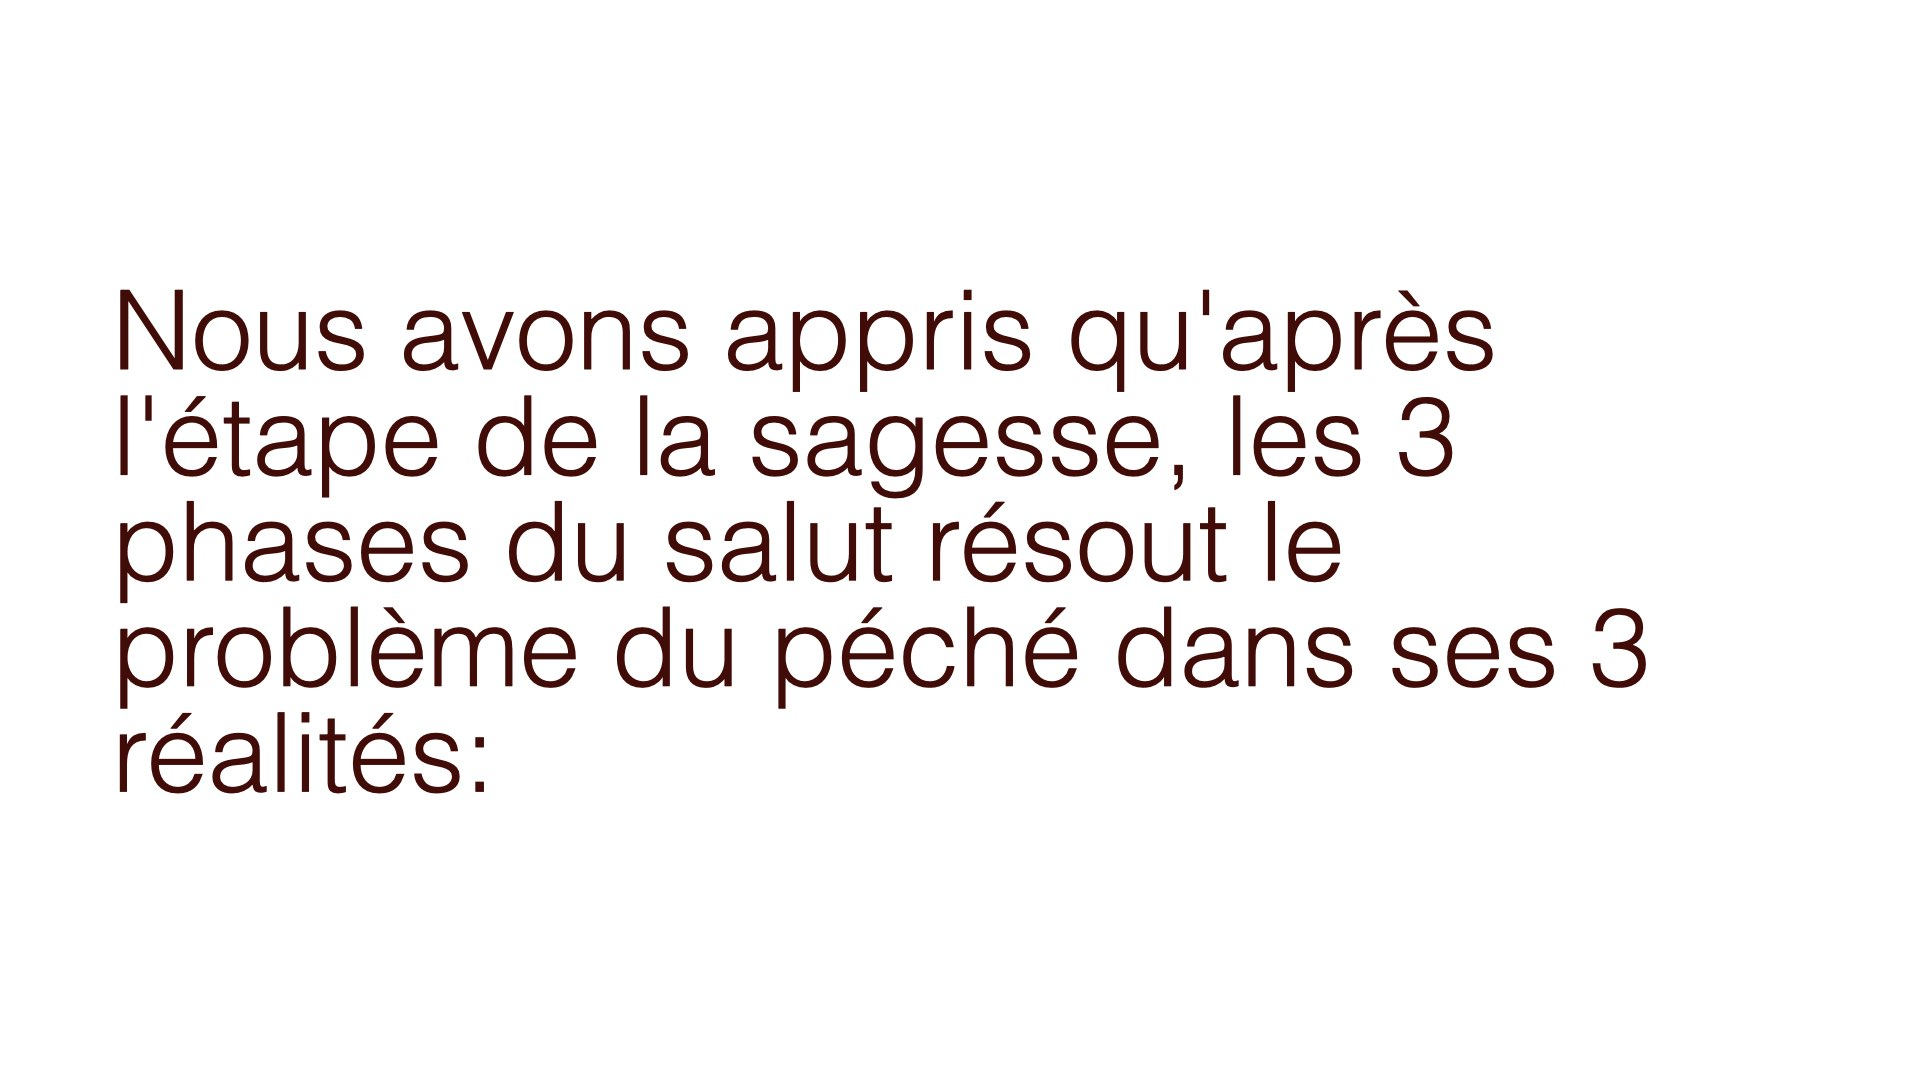 Nous avons appris qu'après
l'étape de la sagesse, les 3
phases du salut résout le
problème du péché dans ses 3
réalités: